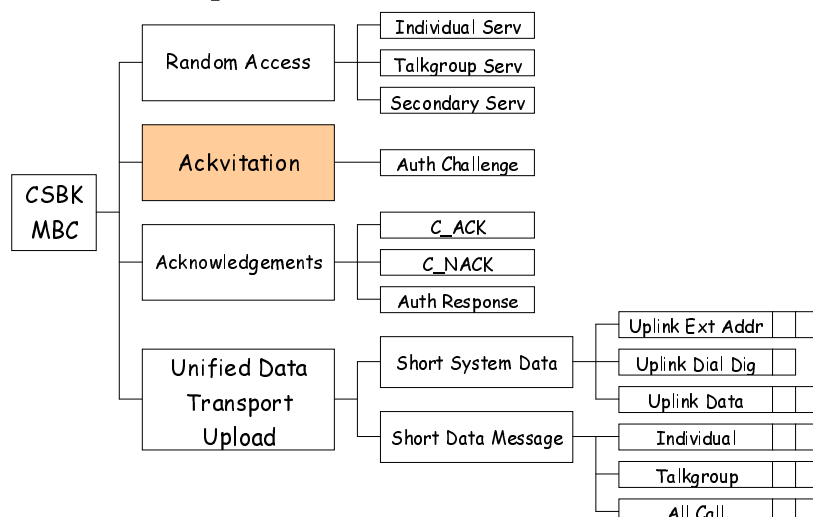 CSBK
MBC
Random Access
Individual Serv
Talkgroup Serv
Secondary Serv
Ackvitation
Auth Challenge
Acknowledgements
C_ACK
C_NACK
Auth Response
Unified Data
Transport
Upload
Short System Data
Uplink Ext Addr
Uplink Dial Dig
Uplink Data
Short Data Message
Individual
Talkgroup
All Call